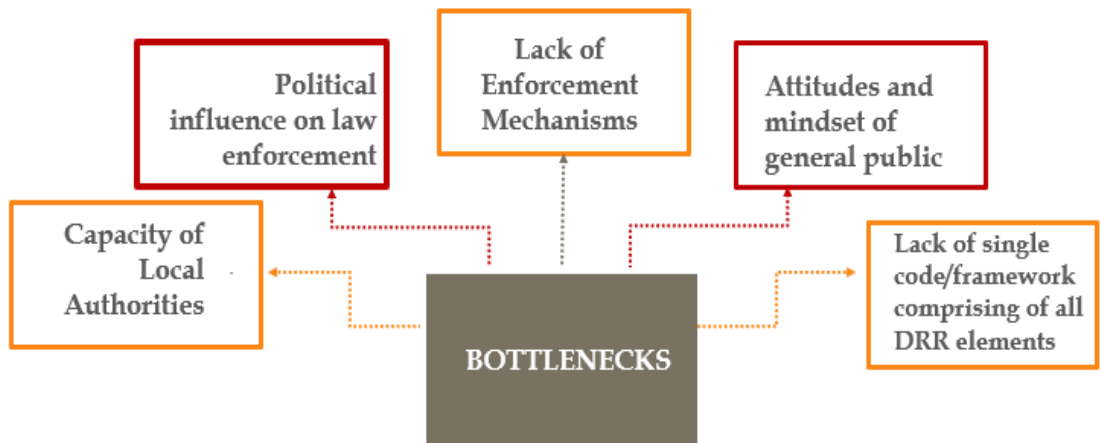 Lack of
Enforcement
Mechanisms
Political
influence on law
enforcement
Attitudes and
mindset of
general public
Capacity of
Local
Authorities
Lack of single
code/framework
comprising of all
DRR elements
BOTTLENECKS